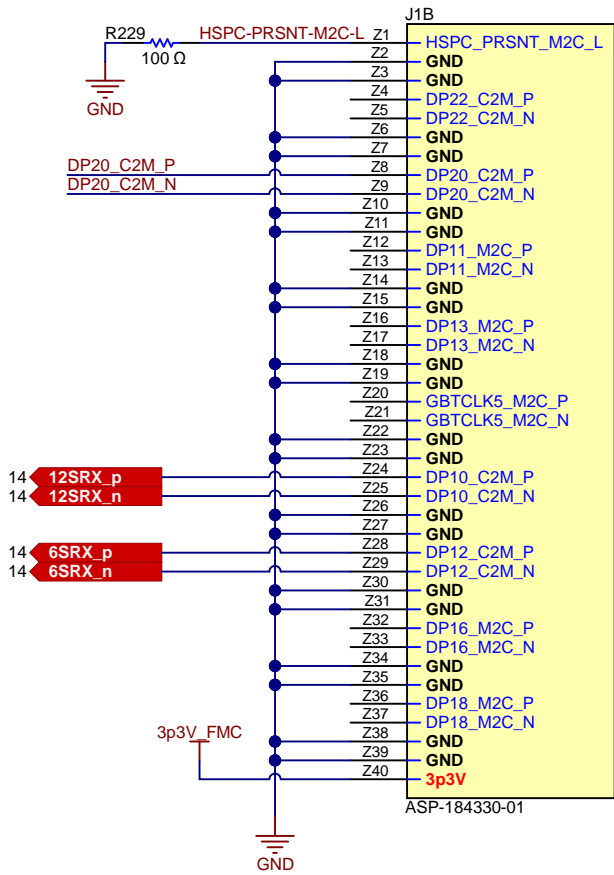 J1B
R229 HSPC-PRSNT-M2C-L Z1 HSPC_PRSNT_M2C_L
100 Ω
Z2 GND
Z3 GND
GND
Z4 DP22_C2M_P
Z5 DP22_C2M_N
Z6 GND
Z7 GND
DP20_C2M_P Z8 DP20_C2M_P
DP20_C2M_N Z9 DP20_C2M_N
Z10 GND
Z11 GND
Z12 DP11_M2C_P
Z13 DP11_M2C_N
Z14 GND
Z15 GND
Z16 DP13_M2C_P
Z17 DP13_M2C_N
Z18 GND
Z19 GND
Z20 GBTCLK5_M2C_P
Z21 GBTCLK5_M2C_N
Z22 GND
Z23 GND
14 12SRX_p Z24 DP10_C2M_P
14 12SRX_n Z25 DP10_C2M_N
Z26 GND
Z27 GND
14 6SRX_p Z28 DP12_C2M_P
14 6SRX_n Z29 DP12_C2M_N
Z30 GND
Z31 GND
Z32 DP16_M2C_P
Z33 DP16_M2C_N
Z34 GND
Z35 GND
Z36 DP18_M2C_P
Z37 DP18_M2C_N
3p3V_FMC Z38 GND
Z39 GND
Z40 3p3V
ASP-184330-01
GND